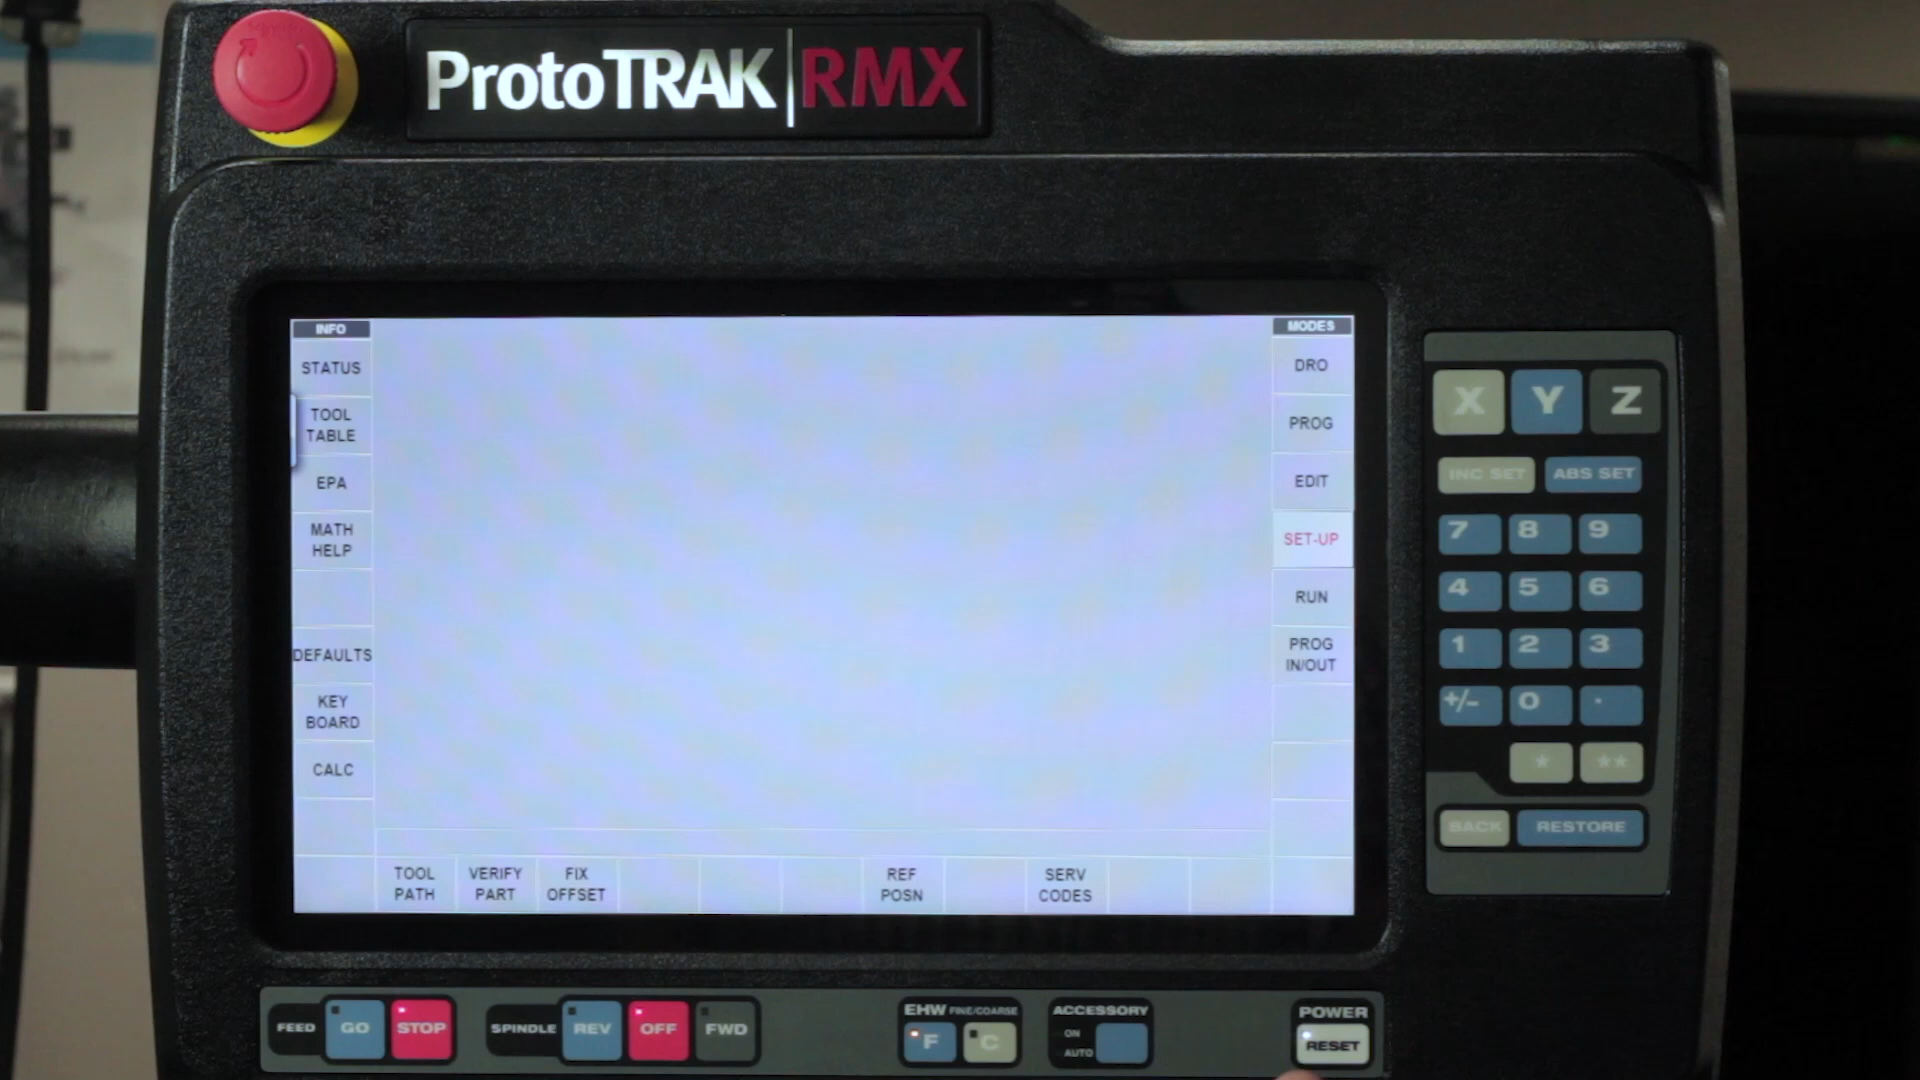 ProtoTRAK RMX
INFO
STATUS
TOOL
TABLE
EPA
MATH
HELP
DEFAULTS
KEY
BOARD
CALC
TOOL
PATH
VERIFY
PART
FIX
OFFSET
REF
POSN
SERV
CODES
MODES
DRO
PROG
EDIT
SET-UP
RUN
PROG
IN/OUT
X Y Z
INC SET ABS SET
7 8 9
4 5 6
1 2 3
+/- 0 .
* **
BACK RESTORE
FEED GO STOP
SPINDLE REV OFF FWD
EHW FINE/COARSE
F C
ACCESSORY
ON
AUTO
POWER
RESET